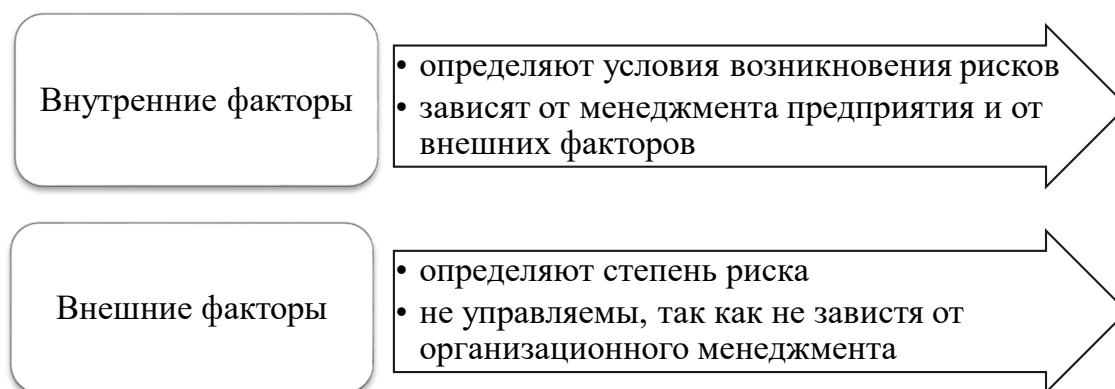 Внутренние факторы
• определяют условия возникновения рисков
• зависят от менеджмента предприятия и от
внешних факторов
Внешние факторы
• определяют степень риска
• не управляемы, так как не завистя от
организационного менеджмента